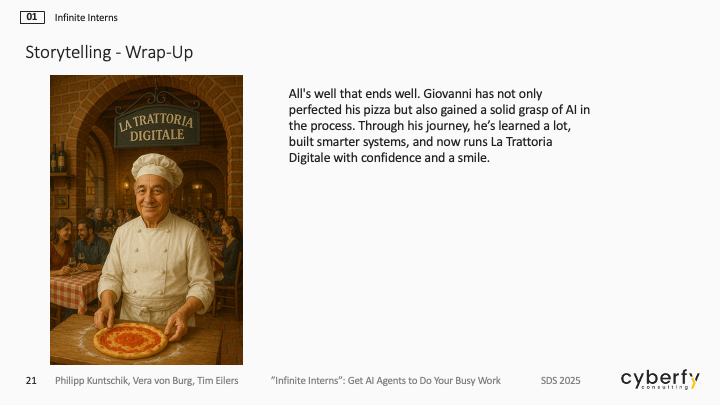 01 Infinite Interns
Storytelling - Wrap-Up
LA TRATTORIA
DIGITALE
All's well that ends well. Giovanni has not only
perfected his pizza but also gained a solid grasp of AI in
the process. Through his journey, he's learned a lot,
built smarter systems, and now runs La Trattoria
Digitale with confidence and a smile.
21 Philipp Kuntschik, Vera von Burg, Tim Eilers "Infinite Interns": Get AI Agents to Do Your Busy Work SDS 2025
cyberfy
consulting